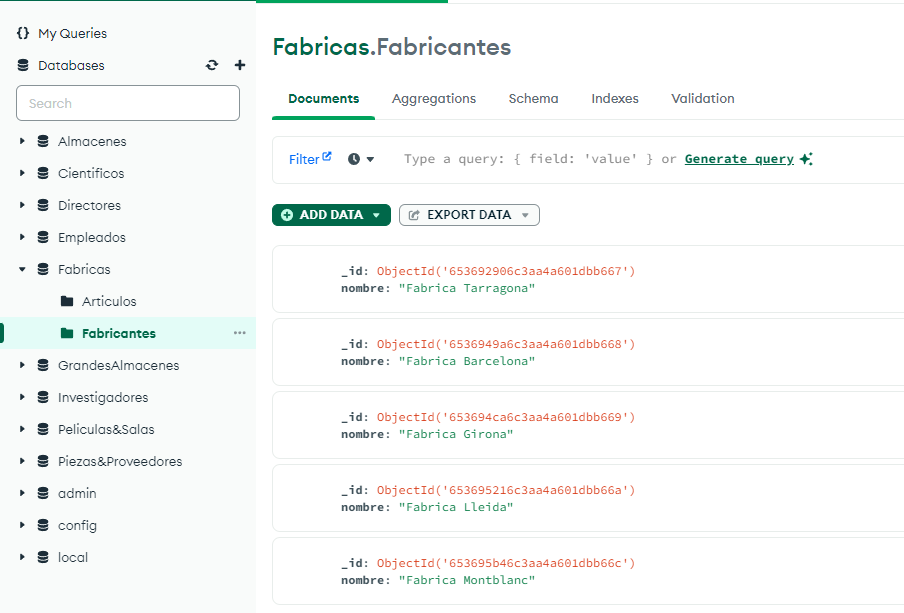 My Queries
Databases
Search
Almacenes
Cientificos
Directores
Empleados
Fabricas
Articulos
Fabricantes
GrandesAlmacenes
Investigadores
Peliculas&Salas
Piezas&Proveedores
admin
config
local
Fabricas.Fabricantes
Documents Aggregations Schema Indexes Validation
Filter Type a query: { field: 'value' } or Generate query
ADD DATA EXPORT DATA
_id: ObjectId('653692906c3aa4a601dbb667')
nombre: "Fabrica Tarragona"
_id: ObjectId('6536949a6c3aa4a601dbb668')
nombre: "Fabrica Barcelona"
_id: ObjectId('653694ca6c3aa4a601dbb669')
nombre: "Fabrica Girona"
_id: ObjectId('653695216c3aa4a601dbb66a')
nombre: "Fabrica Lleida"
_id: ObjectId('653695b46c3aa4a601dbb66c')
nombre: "Fabrica Montblanc"